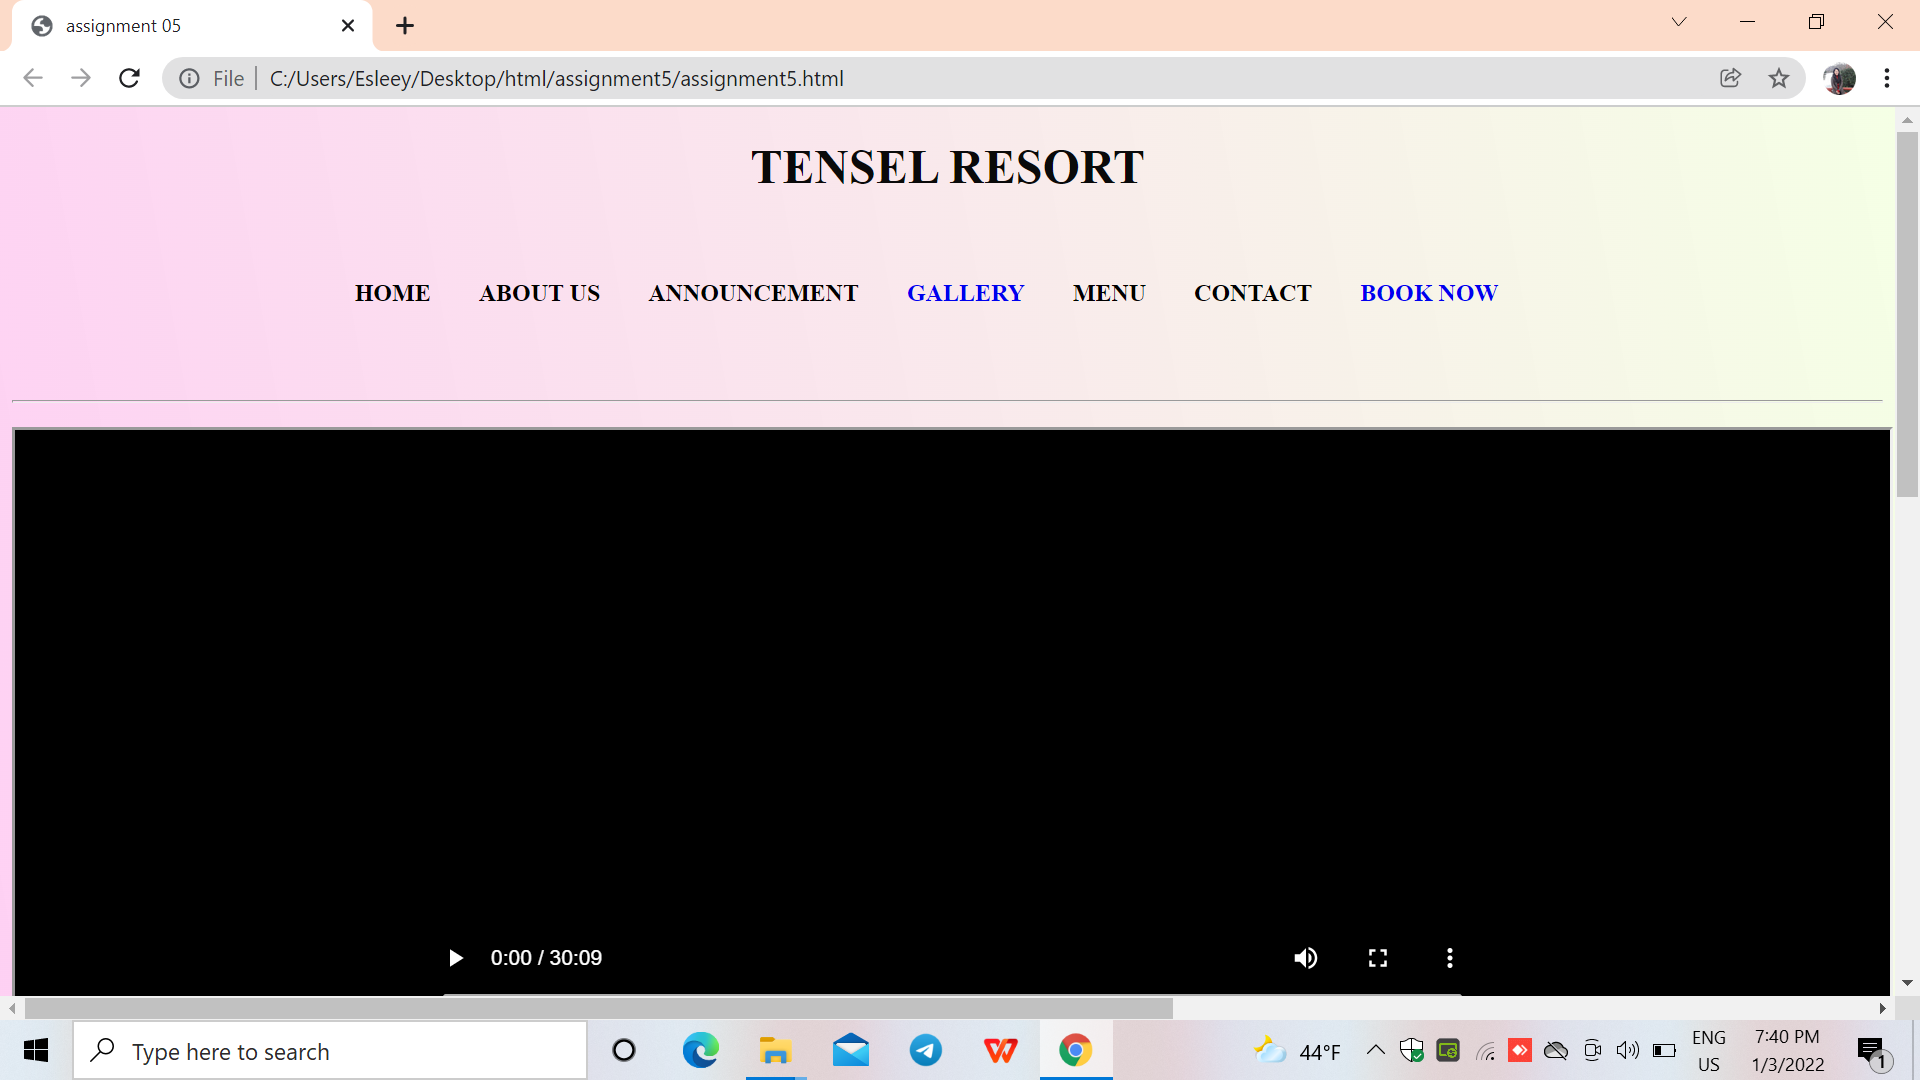 assignment 05
File
C:/Users/Esleey/Desktop/html/assignment5/assignment5.html
TENSEL RESORT
HOME ABOUT US ANNOUNCEMENT GALLERY MENU CONTACT BOOK NOW
0:00 / 30:09
Type here to search
44°F
ENG
US
7:40 PM
1/3/2022
1